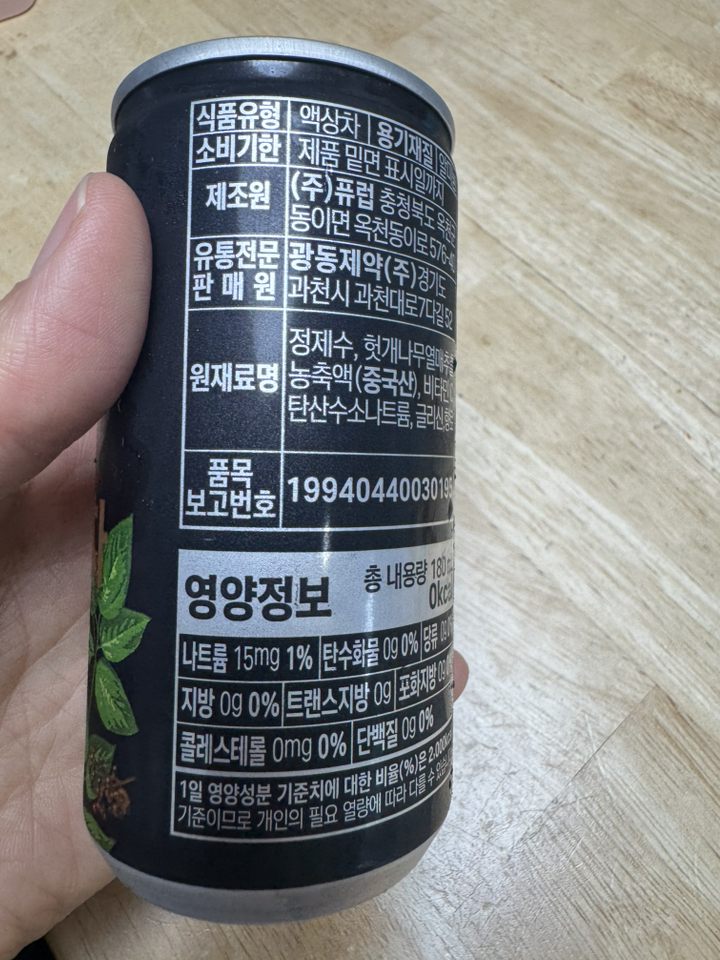 식품유형 액상차 용기재질
소비기한 제품 밑면 표시일까지
제조원 (주)퓨럽 충청북도 옥천군
동이면 옥천동이로 576-
유통전문 판매원 광동제약(주) 경기도
과천시 과천대로7다길 52
원재료명 정제수, 헛개나무열매추출
농축액(중국산), 비타민C
탄산수소나트륨, 글리신,
품목 보고번호 199404400301
영양정보 총 내용량 180
0kcal
나트륨 15mg 1% 탄수화물 0g 0% 당류 0g
지방 0g 0% 트랜스지방 0g 포화지방 0g
콜레스테롤 0mg 0% 단백질 0g 0%
1일 영양성분 기준치에 대한 비율(%)은 2,000kcal
기준이므로 개인의 필요 열량에 따라 다를 수